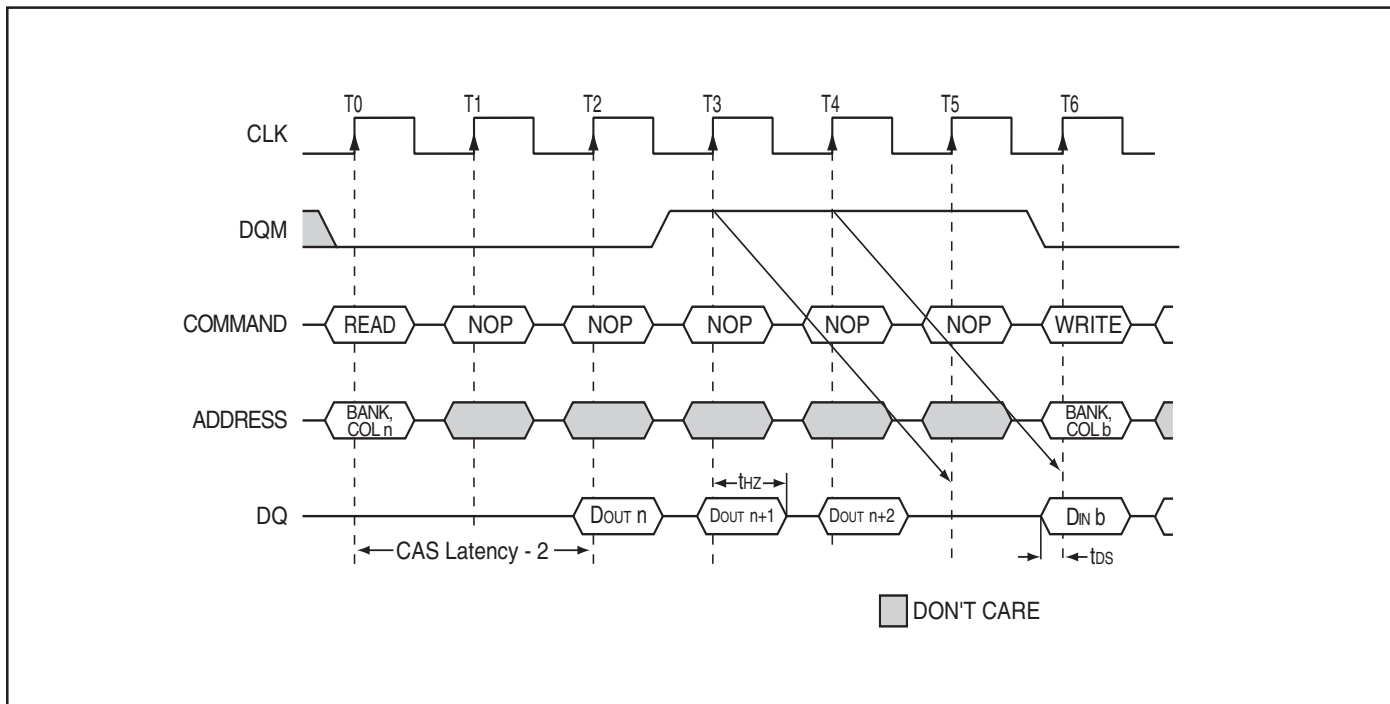 T0 T1 T2 T3 T4 T5 T6
CLK
DQM
COMMAND READ NOP NOP NOP NOP NOP WRITE
ADDRESS BANK, COL n BANK, COL b
tHZ
DQ DOUT n DOUT n+1 DOUT n+2 DIN b
CAS Latency - 2 tDS
DON'T CARE